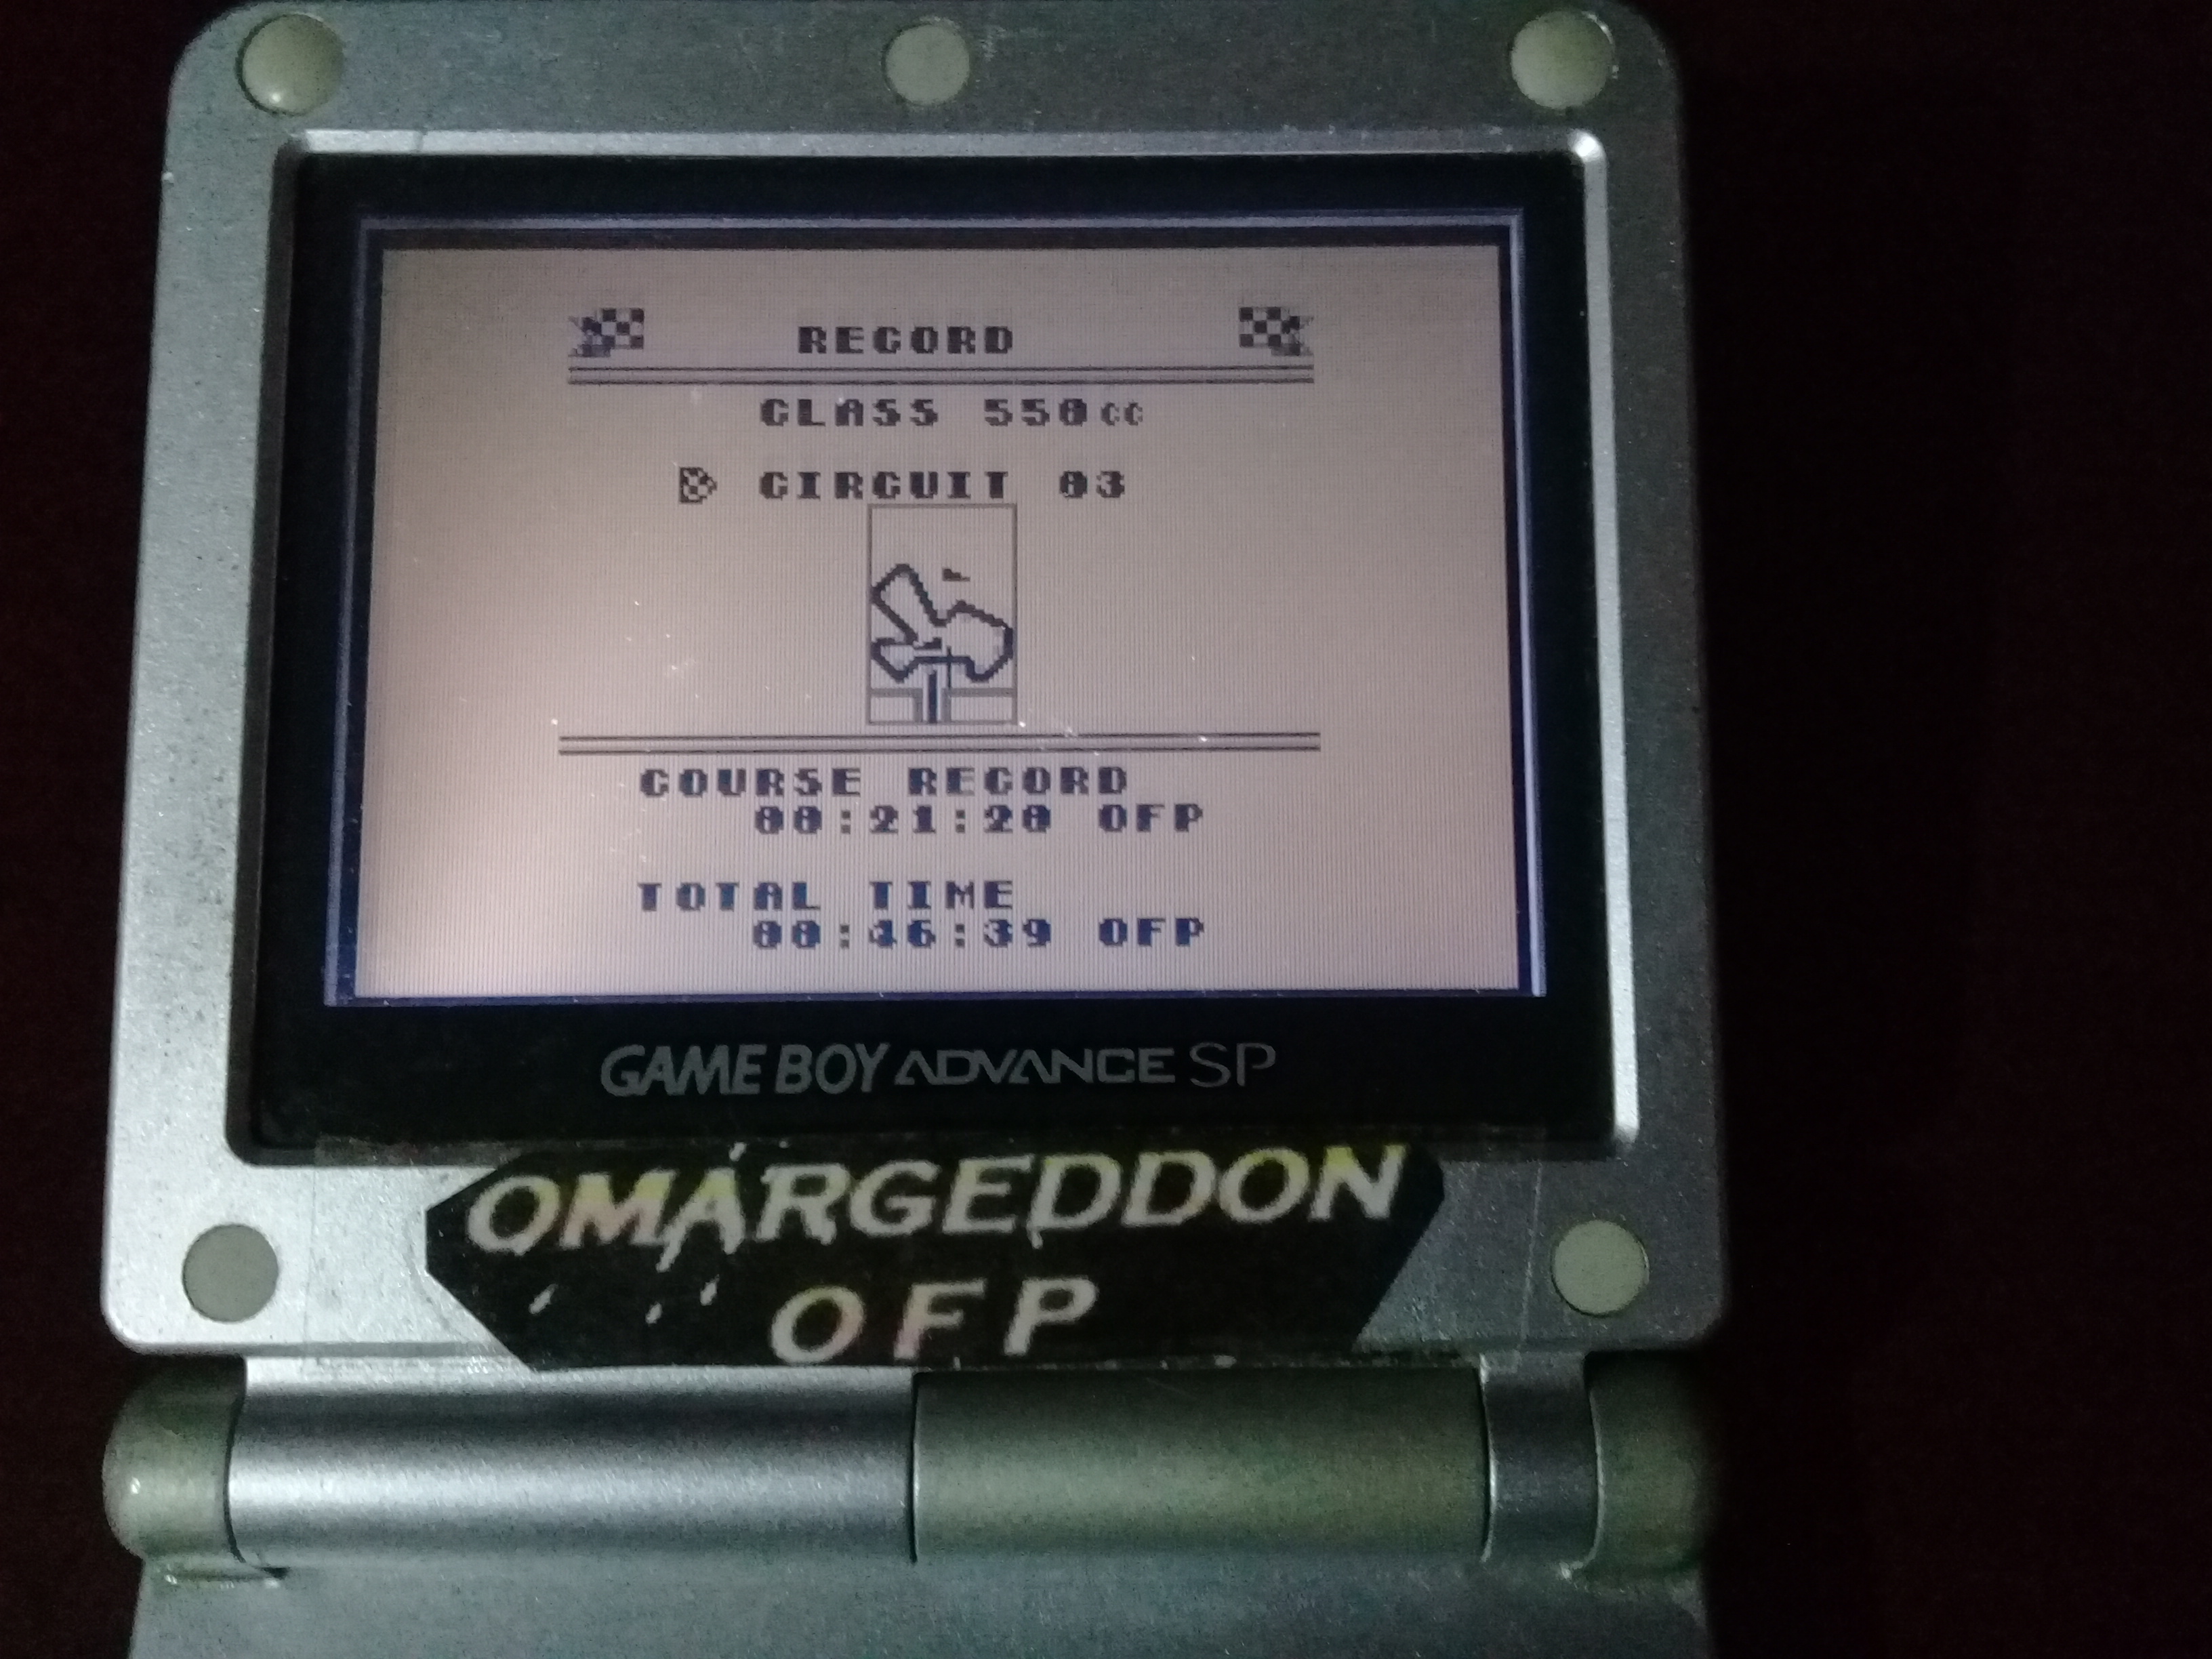 RECORD
CLASS 550cc
CIRCUIT 03
COURSE RECORD
00:21:20 OFP
TOTAL TIME
00:46:39 OFP
GAME BOY ADVANCE SP
OMARGEDDON
OFP